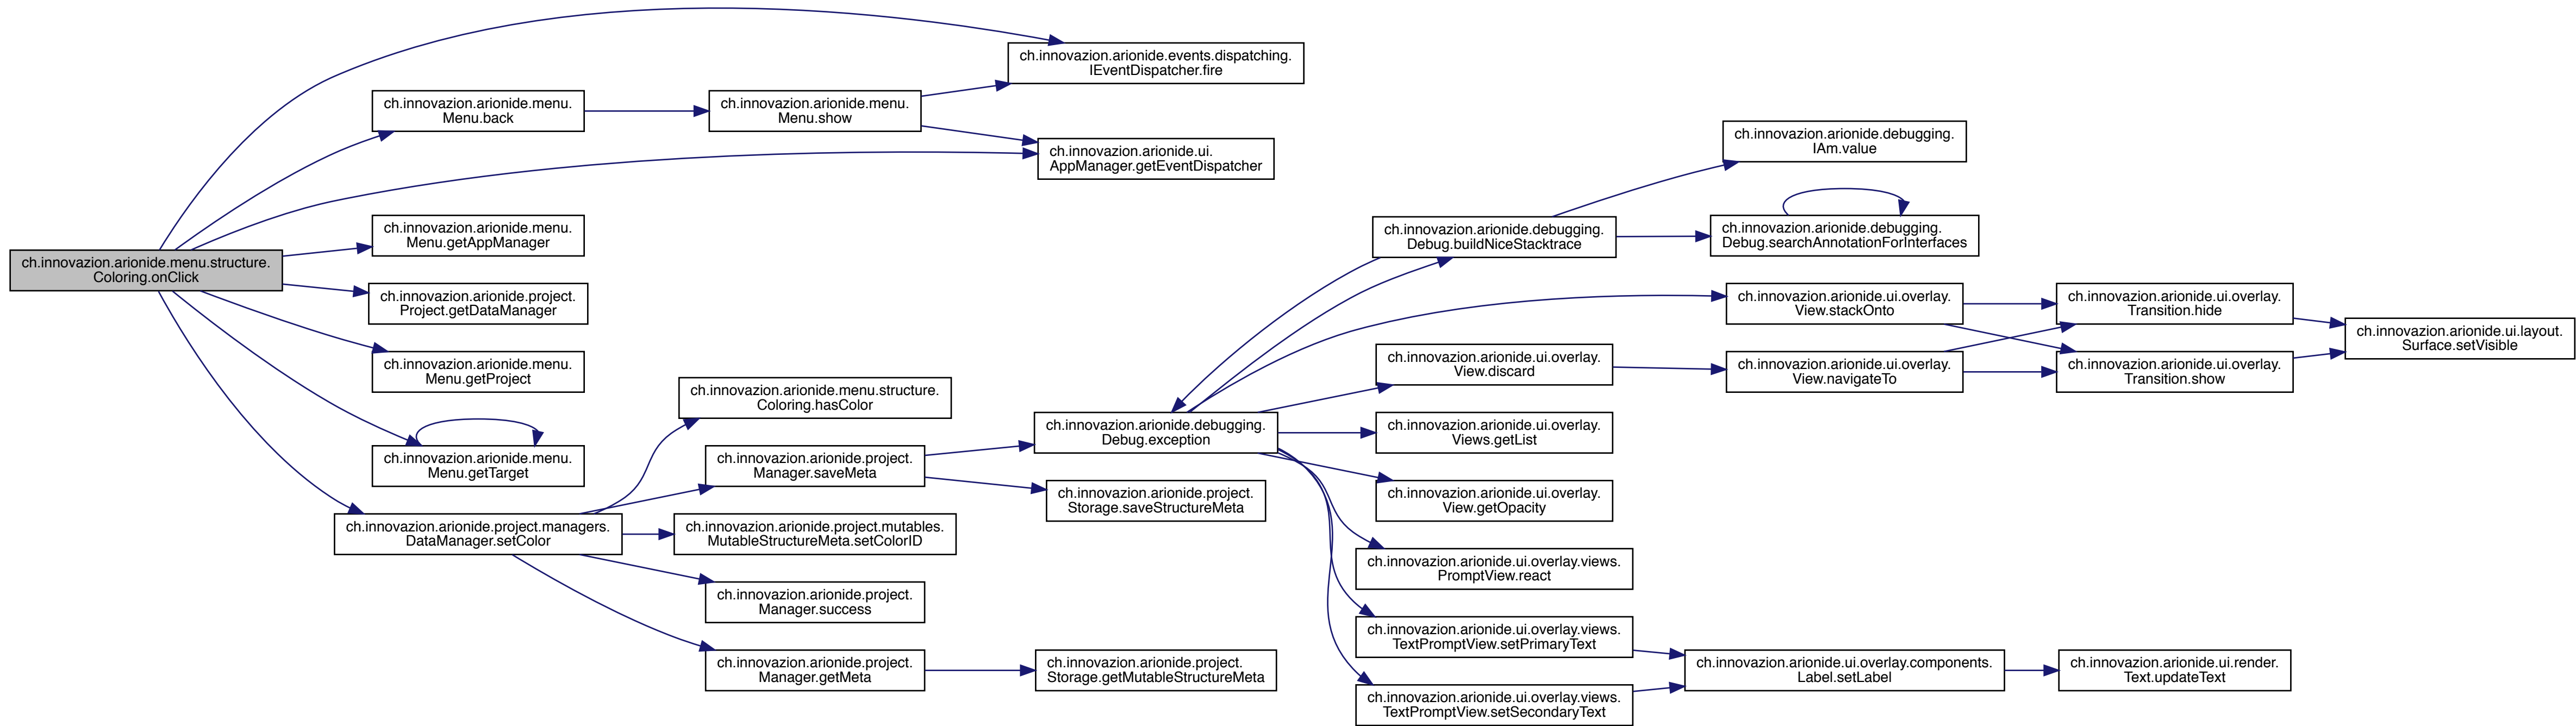 ch.innovazion.arionide.menu.structure.
Coloring.onClick
ch.innovazion.arionide.events.dispatching.
IEventDispatcher.fire
ch.innovazion.arionide.menu.
Menu.back
ch.innovazion.arionide.menu.
Menu.show
ch.innovazion.arionide.ui.
AppManager.getEventDispatcher
ch.innovazion.arionide.menu.
Menu.getAppManager
ch.innovazion.arionide.project.
Project.getDataManager
ch.innovazion.arionide.menu.
Menu.getProject
ch.innovazion.arionide.menu.
Menu.getTarget
ch.innovazion.arionide.project.managers.
DataManager.setColor
ch.innovazion.arionide.menu.structure.
Coloring.hasColor
ch.innovazion.arionide.project.
Manager.saveMeta
ch.innovazion.arionide.project.mutables.
MutableStructureMeta.setColorID
ch.innovazion.arionide.project.
Manager.success
ch.innovazion.arionide.project.
Manager.getMeta
ch.innovazion.arionide.debugging.
Debug.exception
ch.innovazion.arionide.project.
Storage.saveStructureMeta
ch.innovazion.arionide.project.
Storage.getMutableStructureMeta
ch.innovazion.arionide.debugging.
Debug.buildNiceStacktrace
ch.innovazion.arionide.debugging.
IAm.value
ch.innovazion.arionide.debugging.
Debug.searchAnnotationForInterfaces
ch.innovazion.arionide.ui.overlay.
View.stackOnto
ch.innovazion.arionide.ui.overlay.
View.discard
ch.innovazion.arionide.ui.overlay.
View.navigateTo
ch.innovazion.arionide.ui.overlay.
Transition.hide
ch.innovazion.arionide.ui.overlay.
Transition.show
ch.innovazion.arionide.ui.layout.
Surface.setVisible
ch.innovazion.arionide.ui.overlay.
Views.getList
ch.innovazion.arionide.ui.overlay.
View.getOpacity
ch.innovazion.arionide.ui.overlay.views.
PromptView.react
ch.innovazion.arionide.ui.overlay.views.
TextPromptView.setPrimaryText
ch.innovazion.arionide.ui.overlay.views.
TextPromptView.setSecondaryText
ch.innovazion.arionide.ui.overlay.components.
Label.setLabel
ch.innovazion.arionide.ui.render.
Text.updateText